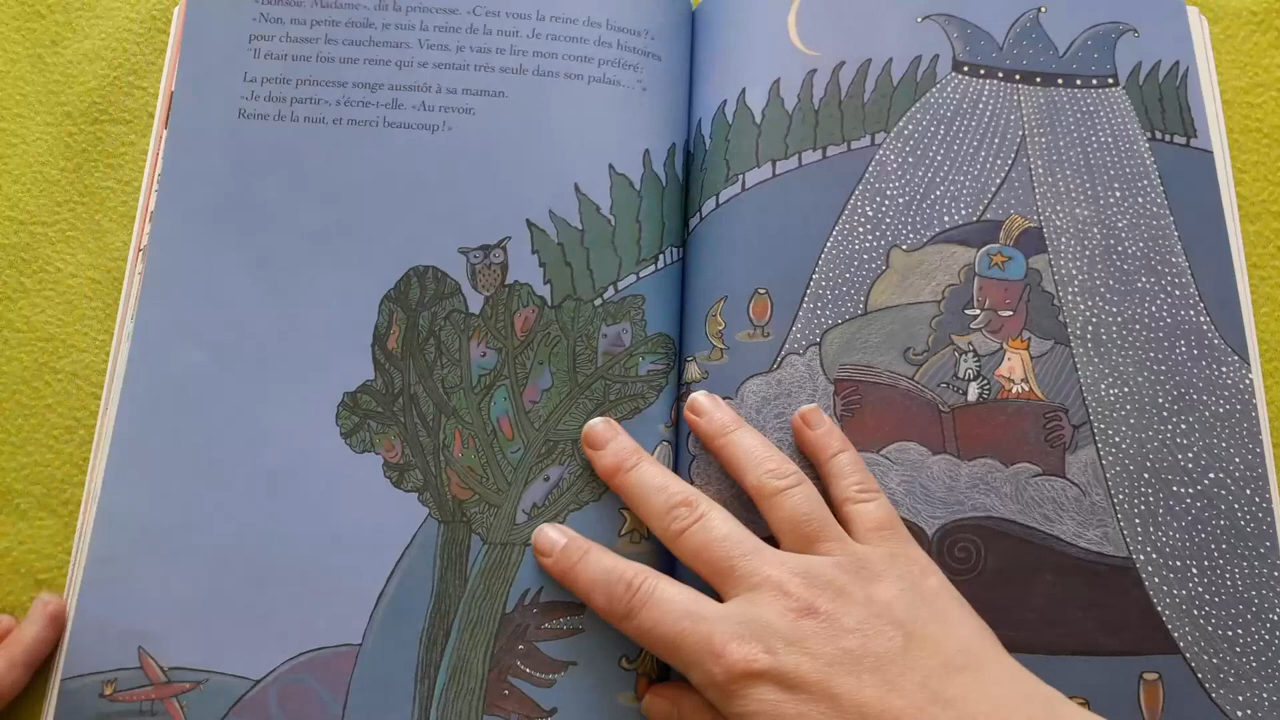 «Bonsoir, Madame», dit la princesse. «C'est vous la reine des bisous?»
«Non, ma petite étoile, je suis la reine de la nuit. Je raconte des histoires
pour chasser les cauchemars. Viens, je vais te lire mon conte préféré:
"Il était une fois une reine qui se sentait très seule dans son palais…"»
La petite princesse songe aussitôt à sa maman.
«Je dois partir», s'écrie-t-elle. «Au revoir,
Reine de la nuit, et merci beaucoup!»